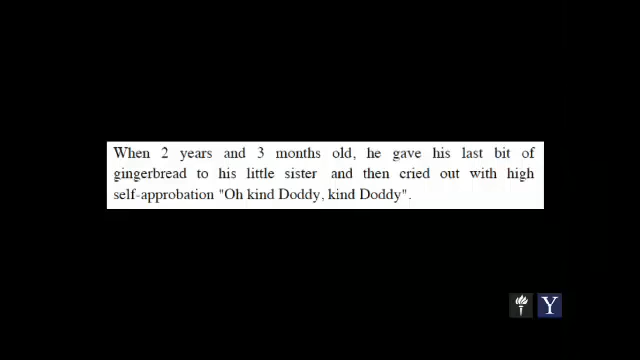 When 2 years and 3 months old, he gave his last bit of
gingerbread to his little sister and then cried out with high
self-approbation "Oh kind Doddy, kind Doddy".
Y